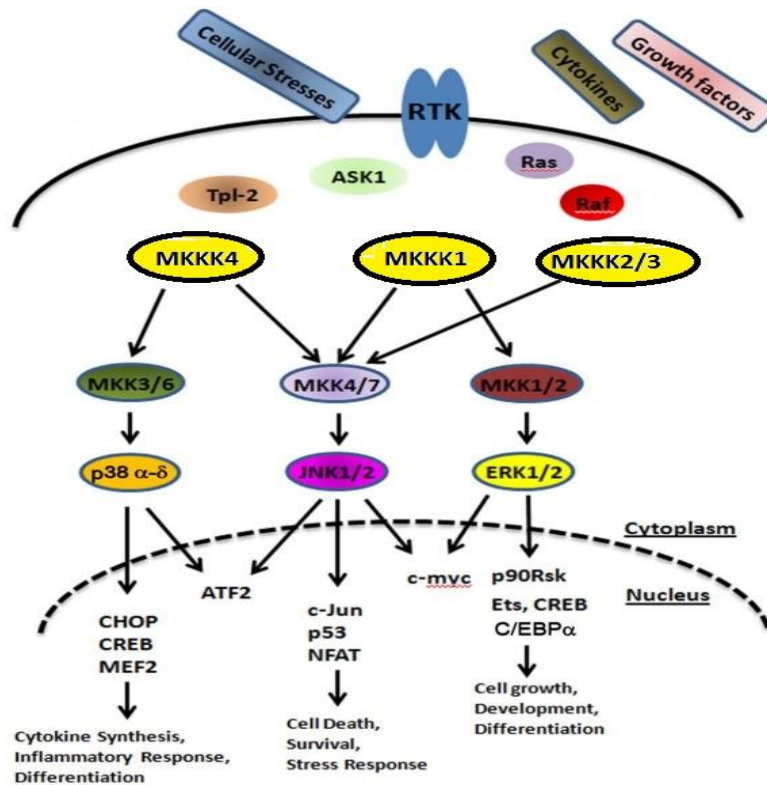 Cellular Stresses
RTK
Cytokines
Growth factors
Tpl-2
ASK1
Ras
Raf
MKKK4
MKKK1
MKKK2/3
MKK3/6
MKK4/7
MKK1/2
p38 α-δ
JNK1/2
ERK1/2
Cytoplasm
Nucleus
ATF2
c-myc
p90Rsk
Ets, CREB
C/EBPα
CHOP
CREB
MEF2
c-Jun
p53
NFAT
Cell growth,
Development,
Differentiation
Cell Death,
Survival,
Stress Response
Cytokine Synthesis,
Inflammatory Response,
Differentiation